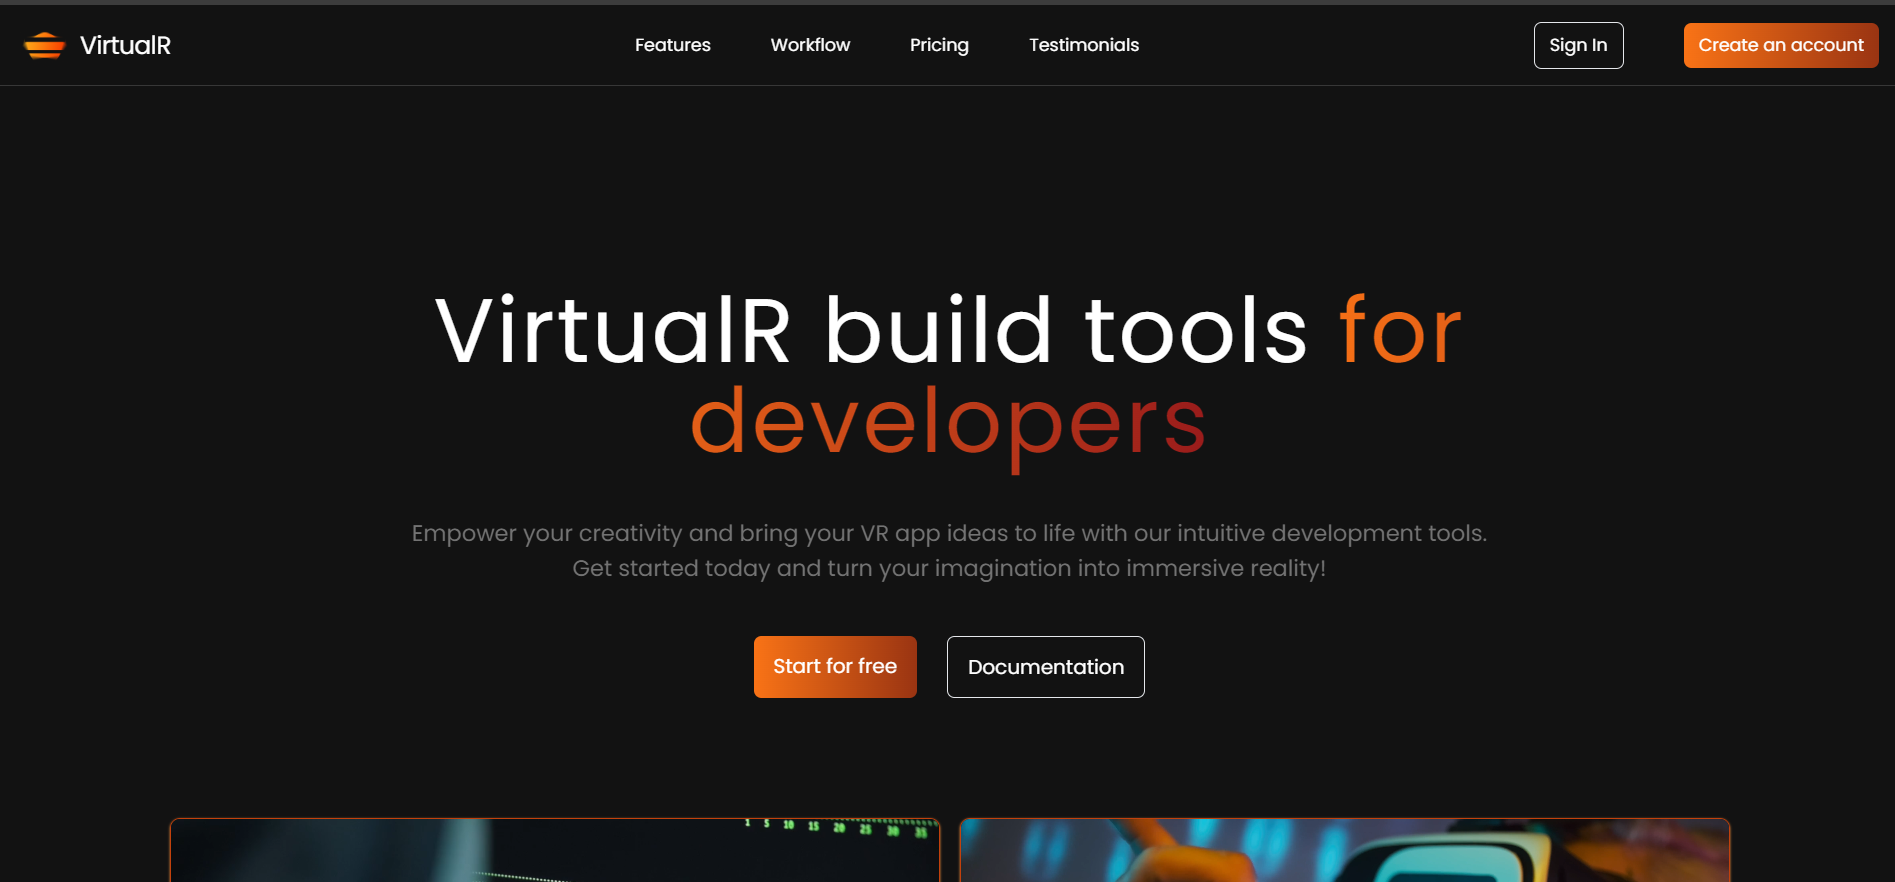 VirtualR
Features
Workflow
Pricing
Testimonials
Sign In
Create an account
VirtualR build tools for
developers
Empower your creativity and bring your VR app ideas to life with our intuitive development tools.
Get started today and turn your imagination into immersive reality!
Start for free
Documentation
1 5 10 15 20 25 30 35